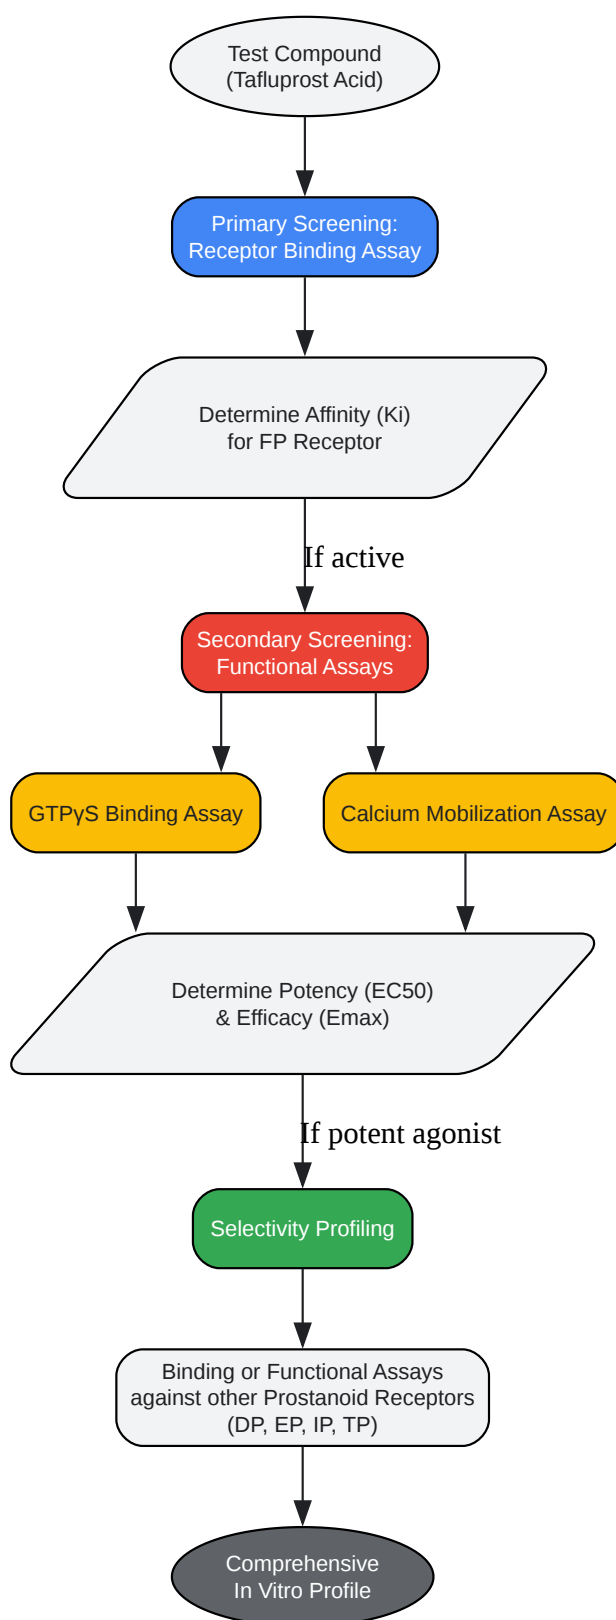 Test Compound
(Tafluprost Acid)
Primary Screening:
Receptor Binding Assay
Determine Affinity (Ki)
for FP Receptor
If active
Secondary Screening:
Functional Assays
GTPγS Binding Assay
Calcium Mobilization Assay
Determine Potency (EC50)
& Efficacy (Emax)
If potent agonist
Selectivity Profiling
Binding or Functional Assays
against other Prostanoid Receptors
(DP, EP, IP, TP)
Comprehensive
In Vitro Profile